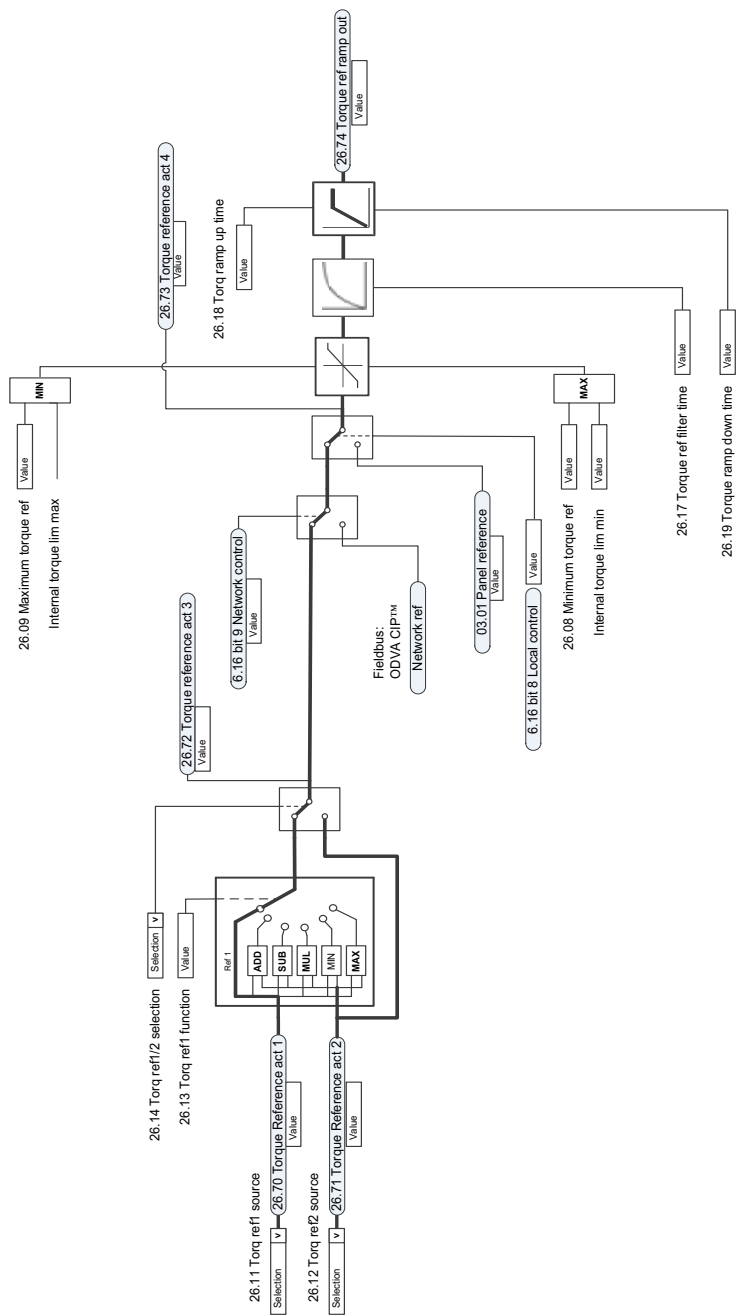 26.11 Torq ref1 source
Selection v
26.70 Torque Reference act 1
Value
26.12 Torq ref2 source
Selection v
26.71 Torque Reference act 2
Value
26.14 Torq ref1/2 selection
Selection v
26.13 Torq ref1 function
Value
Ref 1
ADD
SUB
MUL
MIN
MAX
26.72 Torque reference act 3
Value
6.16 bit 9 Network control
Value
Fieldbus:
ODVA CIP™
Network ref
03.01 Panel reference
Value
6.16 bit 8 Local control
Value
26.09 Maximum torque ref
Value
Internal torque lim max
MIN
26.73 Torque reference act 4
Value
26.08 Minimum torque ref
Value
Internal torque lim min
Value
MAX
26.18 Torq ramp up time
Value
26.17 Torque ref filter time
Value
26.19 Torque ramp down time
Value
26.74 Torque ref ramp out
Value